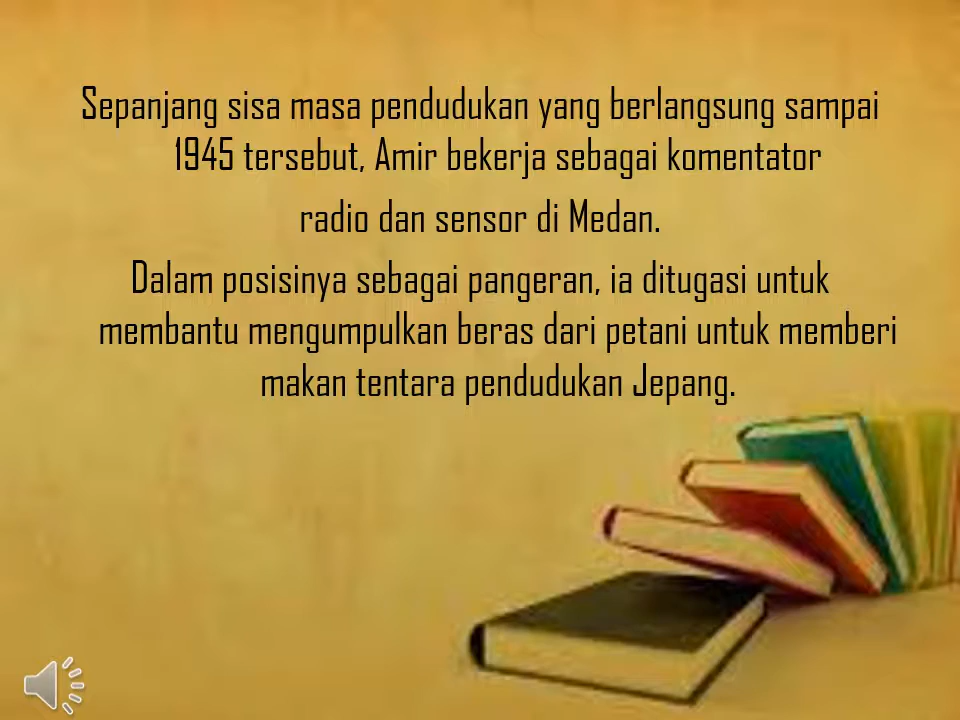 Sepanjang sisa masa pendudukan yang berlangsung sampai
1945 tersebut, Amir bekerja sebagai komentator
radio dan sensor di Medan.
Dalam posisinya sebagai pangeran, ia ditugasi untuk
membantu mengumpulkan beras dari petani untuk memberi
makan tentara pendudukan Jepang.